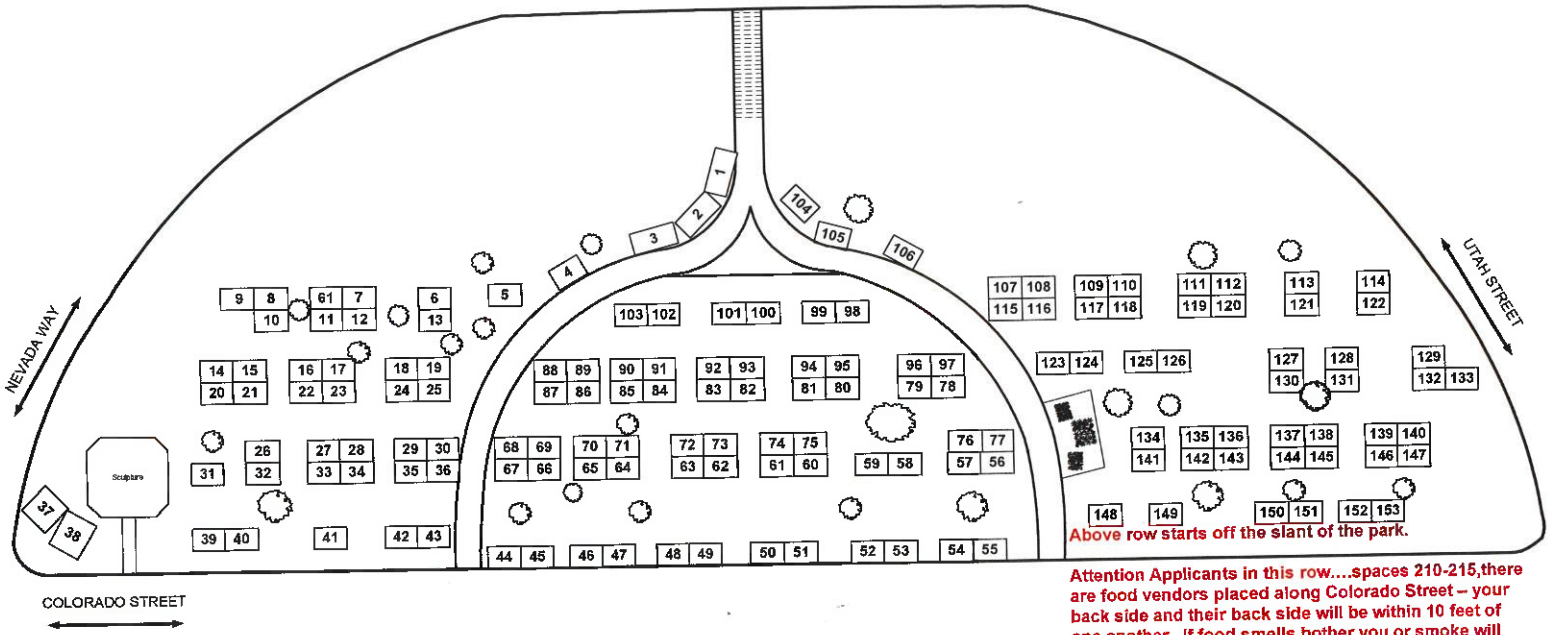 1
2
104
3
105
106
4
NEVADA WAY
UTAH STREET
9 8 61 7 6 5
10 11 12 13
103 102 101 100 99 98
107 108 109 110 111 112 113 114
115 116 117 118 119 120 121 122
14 15 16 17 18 19
20 21 22 23 24 25
88 89 90 91 92 93 94 95 96 97
87 86 85 84 83 82 81 80 79 78
123 124 125 126 127 128 129
130 131 132 133
26 27 28 29 30
31 32 33 34 35 36
68 69 70 71 72 73 74 75 76 77
67 66 65 64 63 62 61 60 59 58 57 56
134 135 136 137 138 139 140
141 142 143 144 145 146 147
Sculpture
37
38
39 40 41 42 43
44 45 46 47 48 49 50 51 52 53 54 55
148 149 150 151 152 153
Above row starts off the slant of the park.
Attention Applicants in this row....spaces 210-215,there
are food vendors placed along Colorado Street – your
back side and their back side will be within 10 feet of
one another. If food smells bother you or smoke will
COLORADO STREET